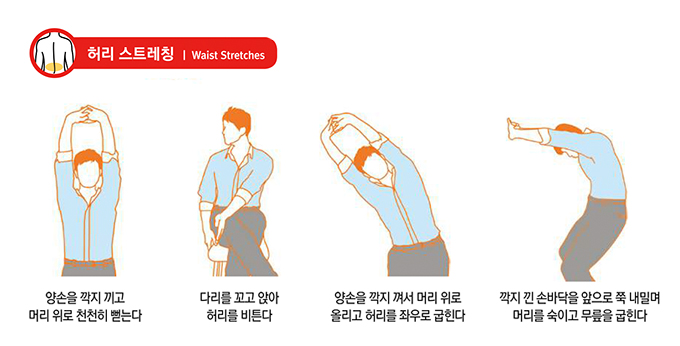 허리 스트레칭 | Waist Stretches
양손을 깍지 끼고
머리 위로 천천히 뻗는다
다리를 꼬고 앉아
허리를 비튼다
양손을 깍지 껴서 머리 위로
올리고 허리를 좌우로 굽힌다
깍지 낀 손바닥을 앞으로 쭉 내밀며
머리를 숙이고 무릎을 굽힌다